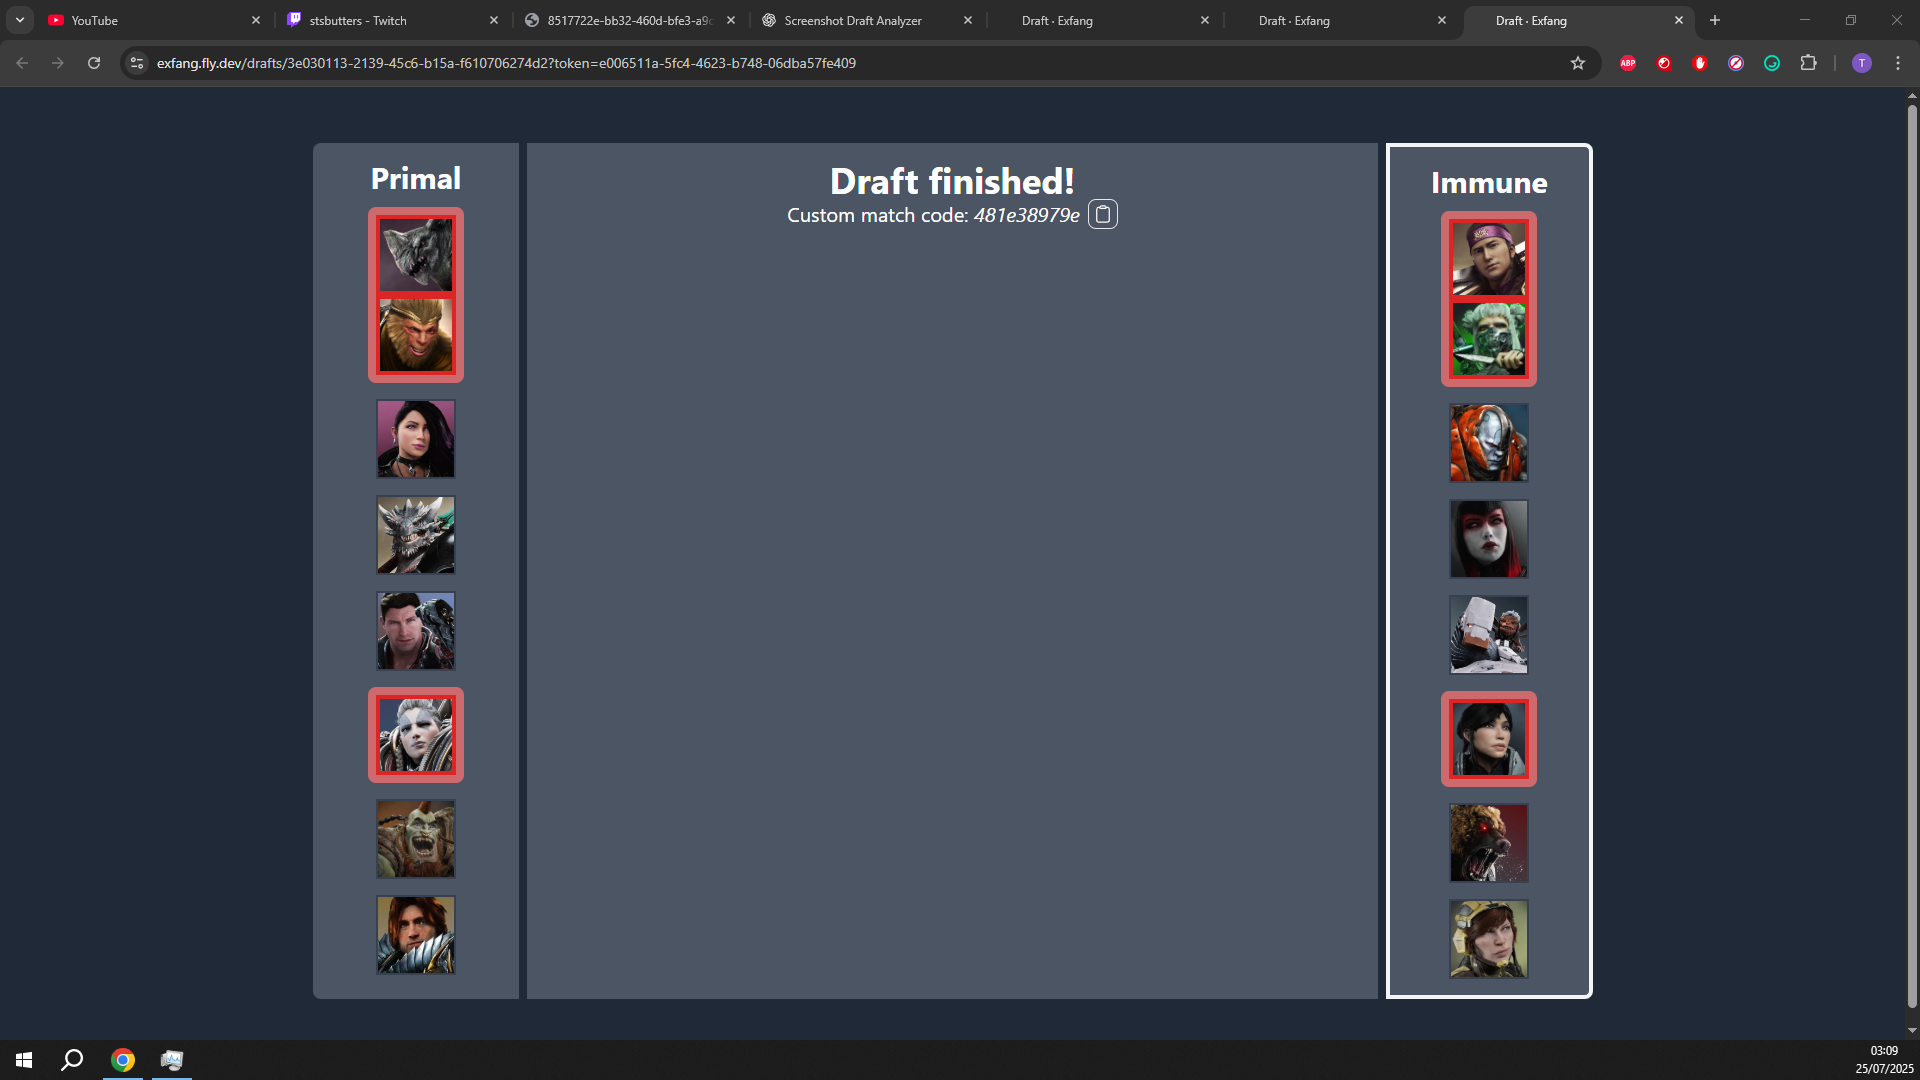 YouTube
stsbutters - Twitch
8517722e-bb32-460d-bfe3-a9c
Screenshot Draft Analyzer
Draft · Exfang
Draft · Exfang
Draft · Exfang
exfang.fly.dev/drafts/3e030113-2139-45c6-b15a-f610706274d2?token=e006511a-5fc4-4623-b748-06dba57fe409
ABP
T
Primal
Draft finished!
Custom match code: 481e38979e
Immune
03:09
25/07/2025